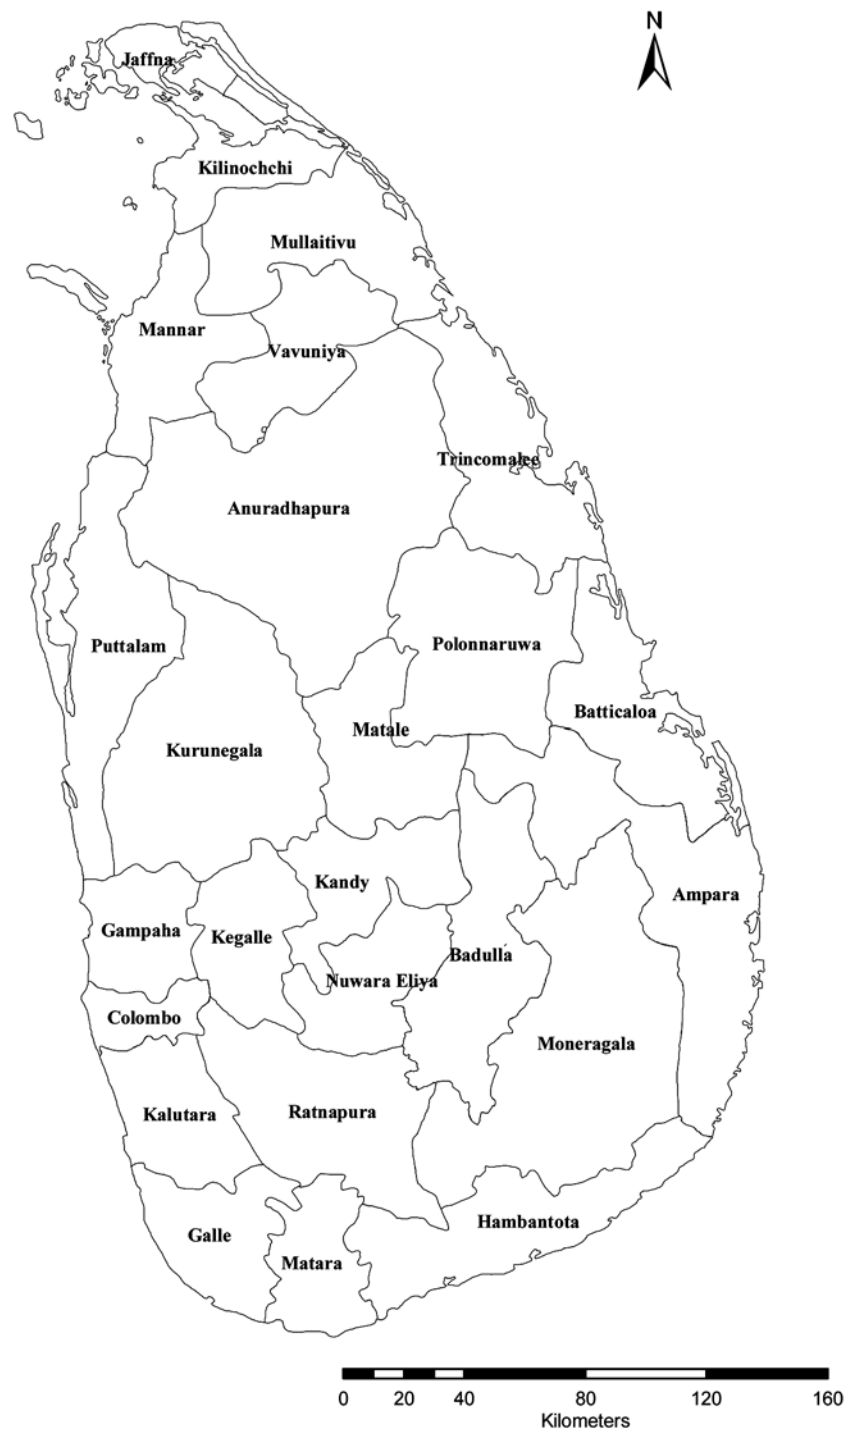 N
Jaffna
Kilinochchi
Mullaitivu
Mannar
Vavuniya
Trincomalee
Anuradhapura
Puttalam
Polonnaruwa
Batticaloa
Matale
Kurunegala
Kandy
Ampara
Gampaha
Kegalle
Badulla
Nuwara Eliya
Colombo
Moneragala
Kalutara
Ratnapura
Hambantota
Galle
Matara
0 20 40 80 120 160
Kilometers